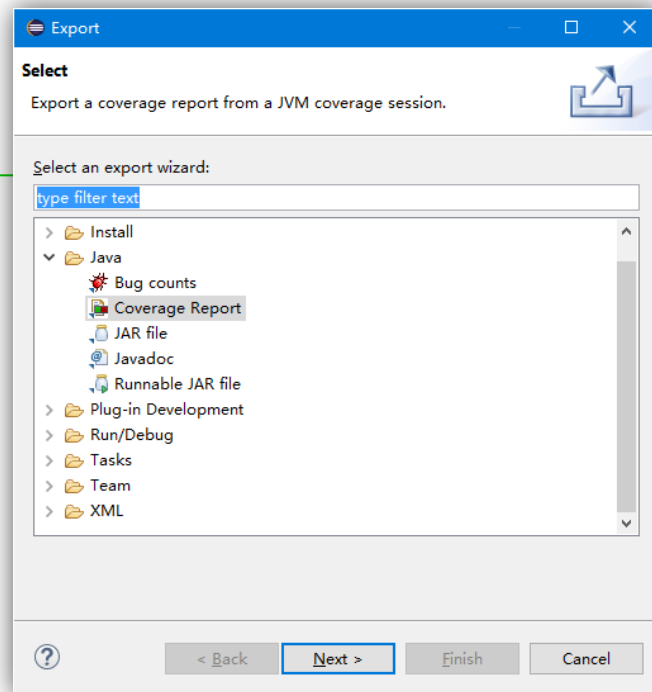 Export
Select
Export a coverage report from a JVM coverage session.
Select an export wizard:
type filter text
Install
Java
Bug counts
Coverage Report
JAR file
Javadoc
Runnable JAR file
Plug-in Development
Run/Debug
Tasks
Team
XML
< Back Next > Finish Cancel